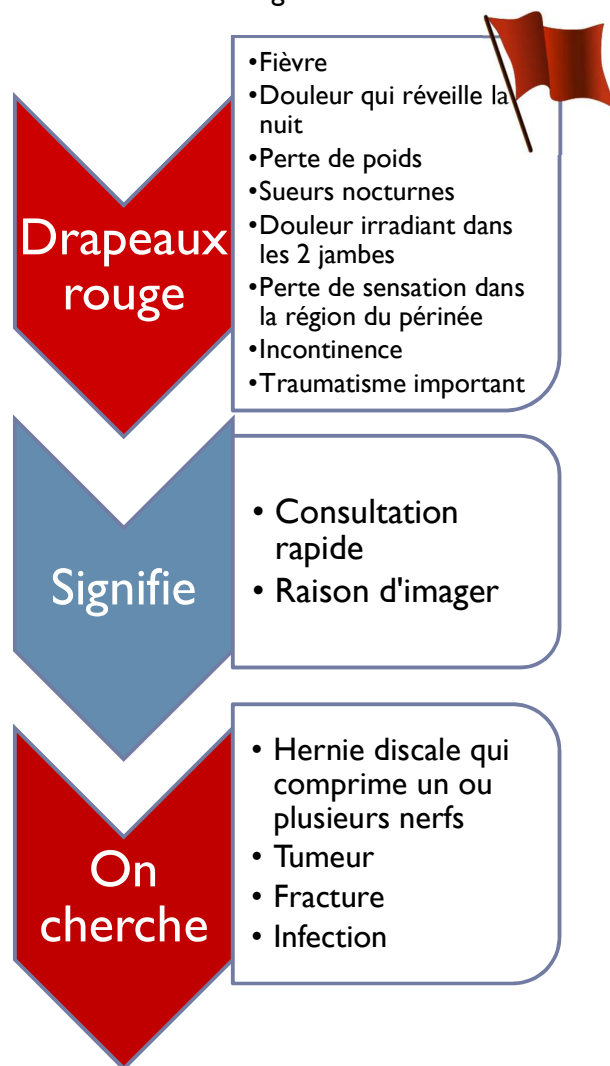 Drapeaux
rouge
•Fièvre
•Douleur qui réveille la
nuit
•Perte de poids
•Sueurs nocturnes
•Douleur irradiant dans
les 2 jambes
•Perte de sensation dans
la région du périnée
•Incontinence
•Traumatisme important
Signifie
• Consultation
rapide
• Raison d'imager
On
cherche
• Hernie discale qui
comprime un ou
plusieurs nerfs
• Tumeur
• Fracture
• Infection